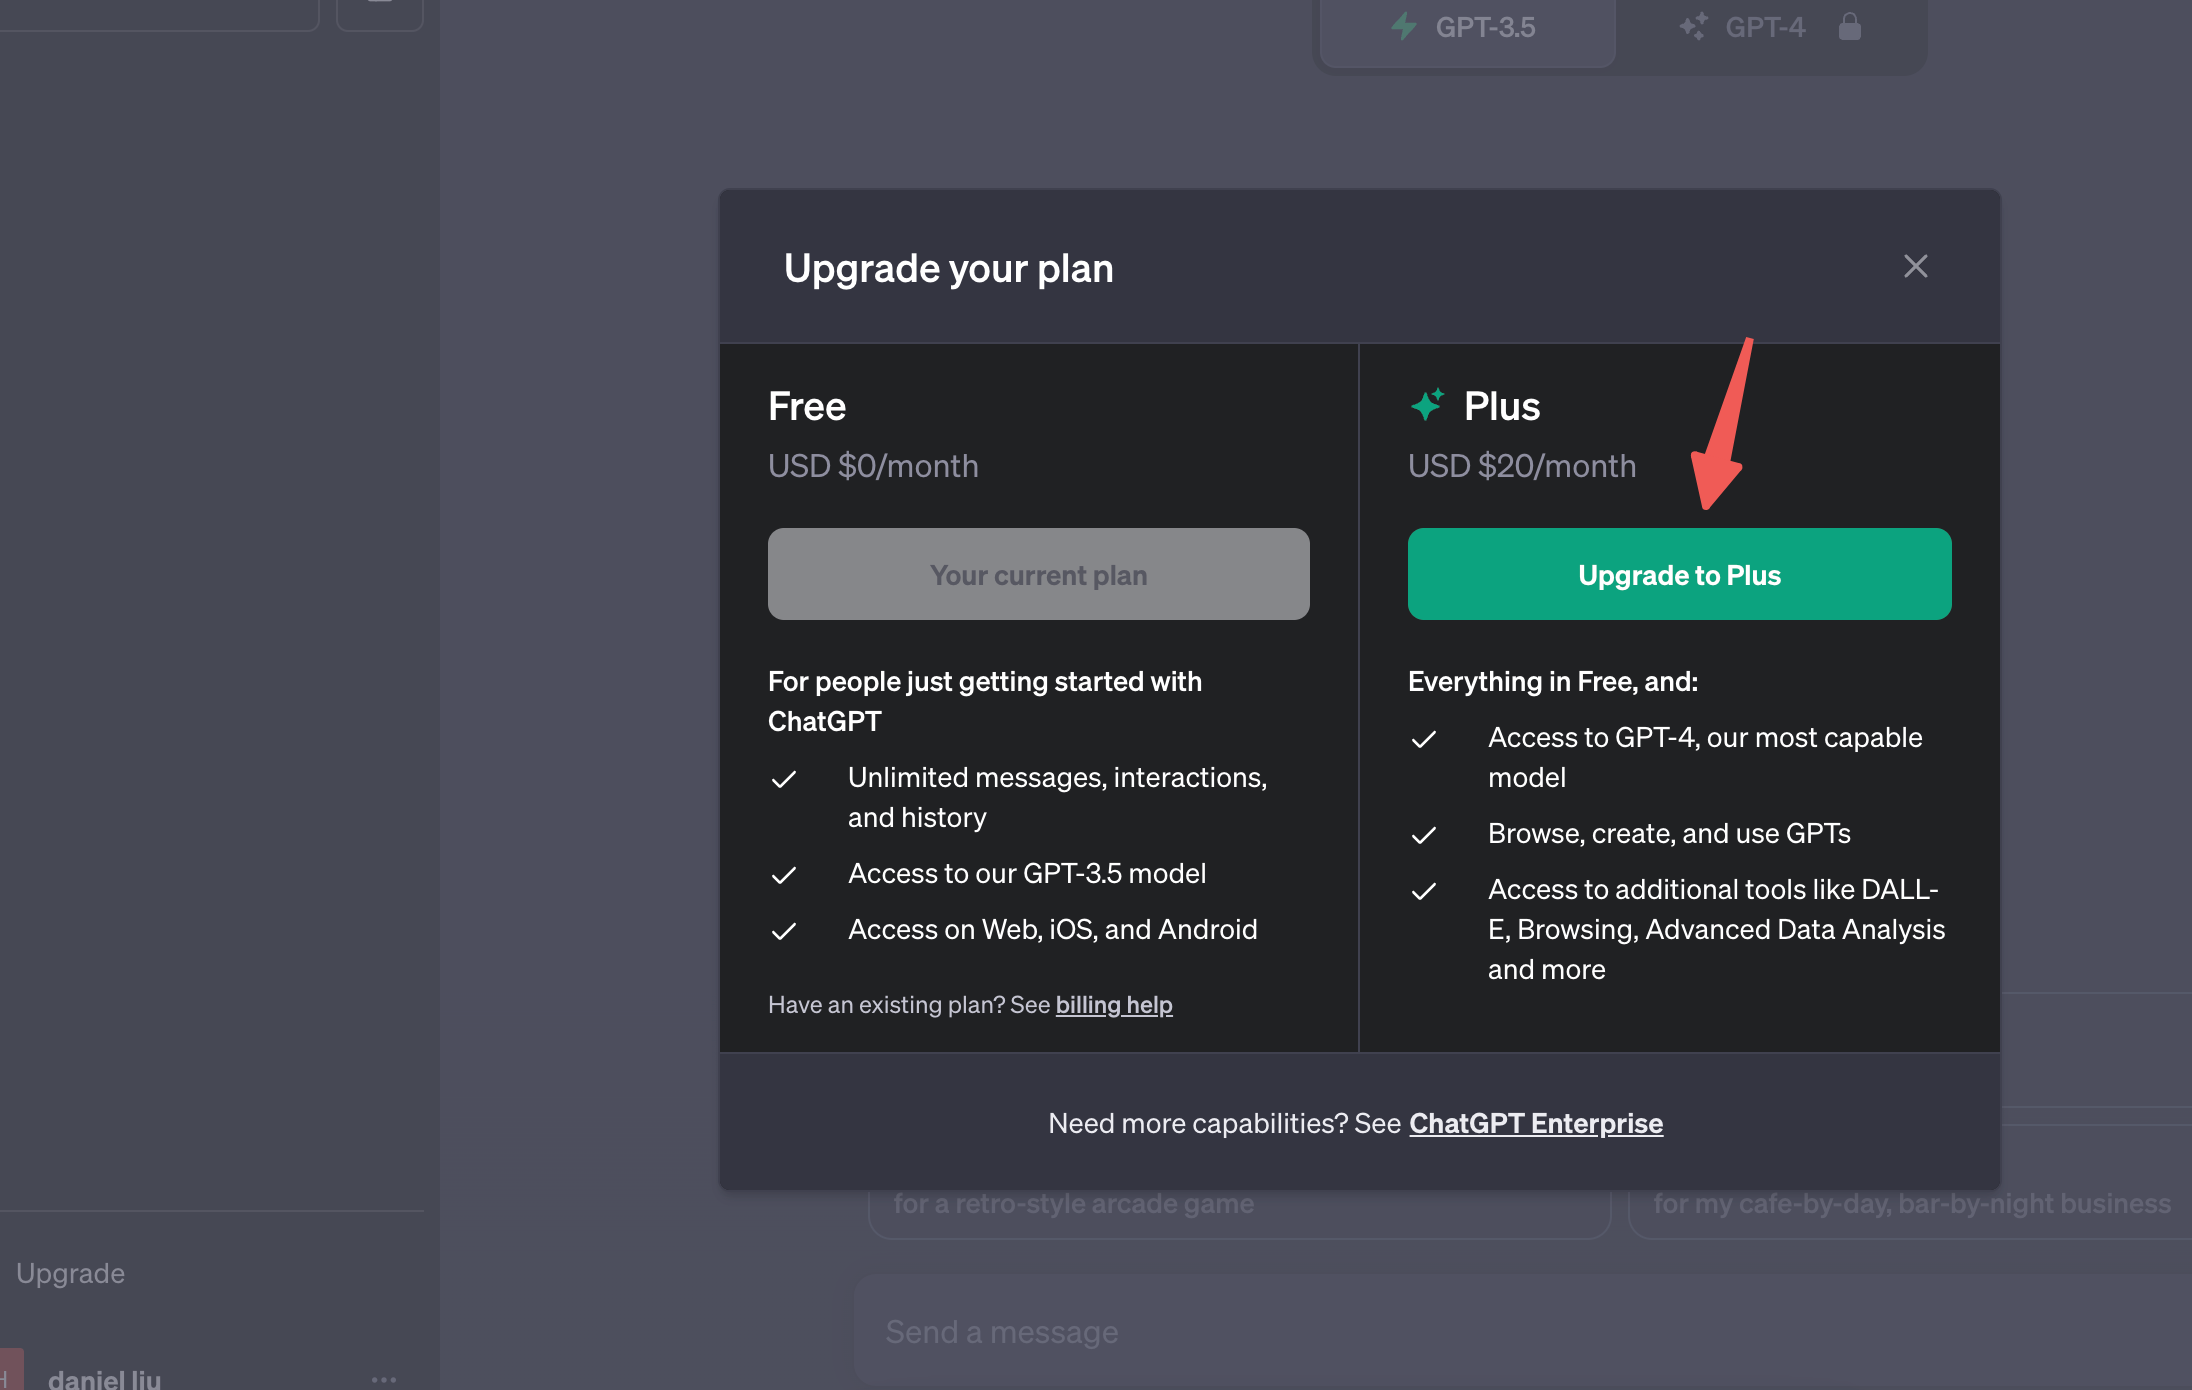 GPT-3.5
GPT-4
Upgrade your plan
Free
USD $0/month
Your current plan
For people just getting started with
ChatGPT
Unlimited messages, interactions,
and history
Access to our GPT-3.5 model
Access on Web, iOS, and Android
Have an existing plan? See billing help
Plus
USD $20/month
Upgrade to Plus
Everything in Free, and:
Access to GPT-4, our most capable
model
Browse, create, and use GPTs
Access to additional tools like DALL-
E, Browsing, Advanced Data Analysis
and more
Need more capabilities? See ChatGPT Enterprise
for a retro-style arcade game
for my cafe-by-day, bar-by-night business
Upgrade
Send a message
H
daniel liu